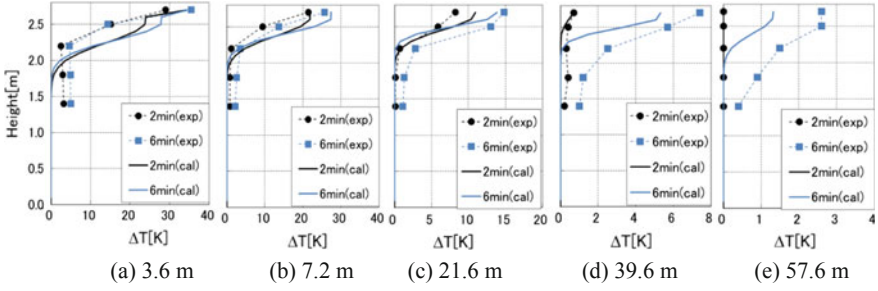 3.0
2.5
2.0
1.5
1.0
0.5
0.0
Height[m]
2min(exp)
6min(exp)
2min(cal)
6min(cal)
0 10 20 30 40
ΔT[K]
(a) 3.6 m
2min(exp)
6min(exp)
2min(cal)
6min(cal)
0 10 20 30 40
ΔT[K]
(b) 7.2 m
2min(exp)
6min(exp)
2min(cal)
6min(cal)
0 5 10 15 20
ΔT[K]
(c) 21.6 m
2min(exp)
6min(exp)
2min(cal)
6min(cal)
0 2 4 6 8
ΔT[K]
(d) 39.6 m
2min(exp)
6min(exp)
2min(cal)
6min(cal)
0 1 2 3 4
ΔT[K]
(e) 57.6 m